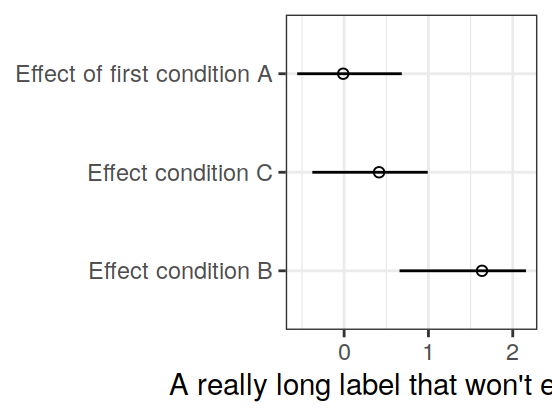 Effect of first condition A
Effect condition C
Effect condition B
0 1 2
A really long label that won't